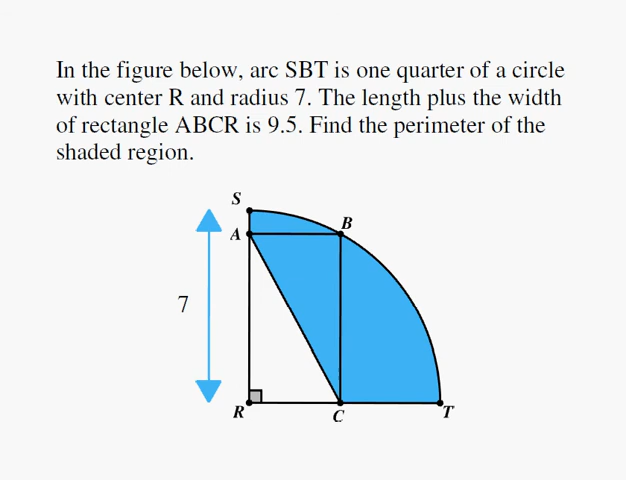 In the figure below, arc SBT is one quarter of a circle
with center R and radius 7. The length plus the width
of rectangle ABCR is 9.5. Find the perimeter of the
shaded region.
S
B
A
7
R
C
T